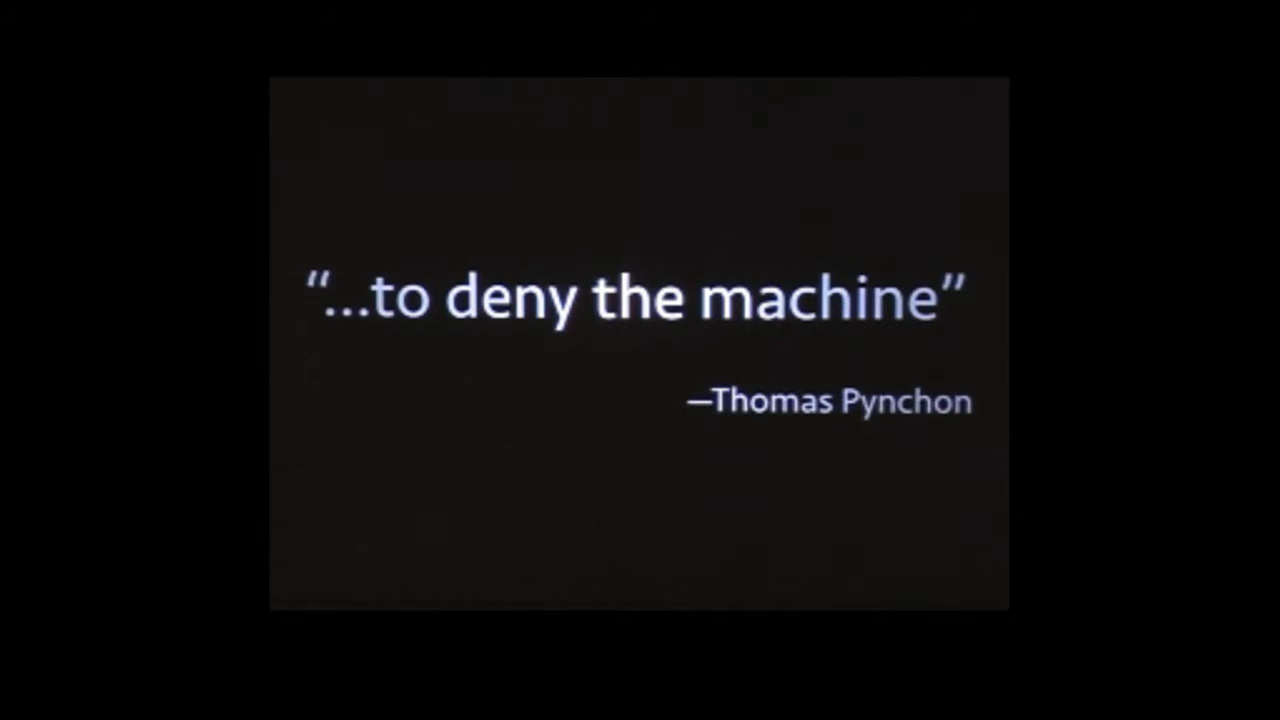 “...to deny the machine”
—Thomas Pynchon